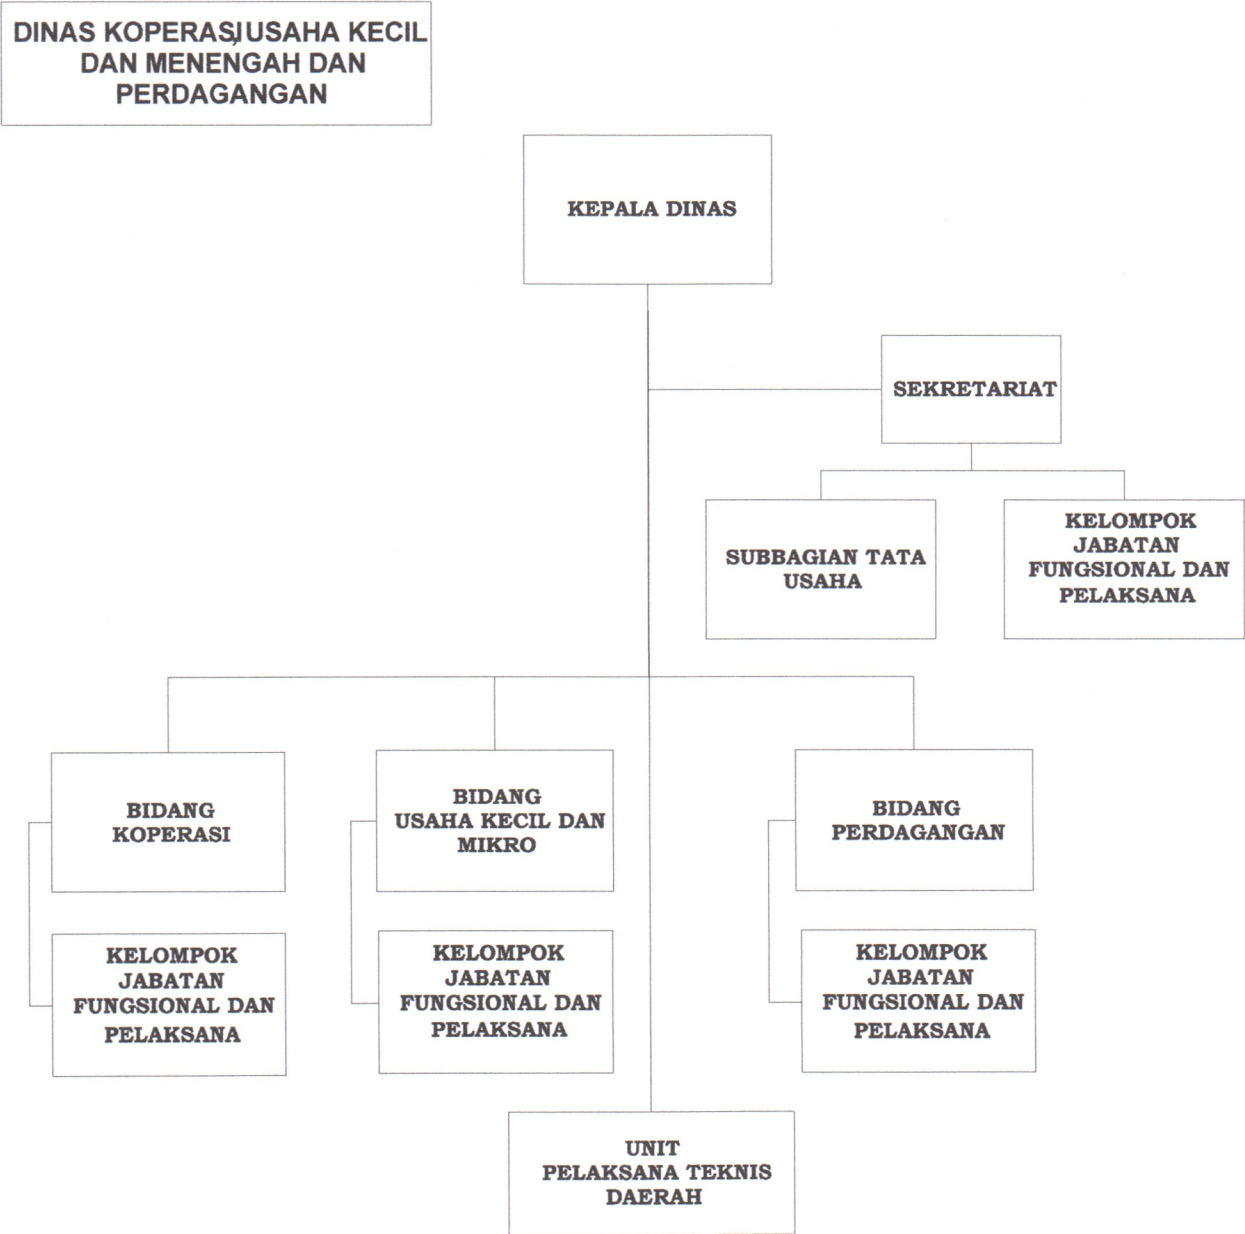 DINAS KOPERASI, USAHA KECIL
DAN MENENGAH DAN
PERDAGANGAN
KEPALA DINAS
SEKRETARIAT
SUBBAGIAN TATA
USAHA
KELOMPOK
JABATAN
FUNGSIONAL DAN
PELAKSANA
BIDANG
KOPERASI
BIDANG
USAHA KECIL DAN
MIKRO
BIDANG
PERDAGANGAN
KELOMPOK
JABATAN
FUNGSIONAL DAN
PELAKSANA
KELOMPOK
JABATAN
FUNGSIONAL DAN
PELAKSANA
KELOMPOK
JABATAN
FUNGSIONAL DAN
PELAKSANA
UNIT
PELAKSANA TEKNIS
DAERAH